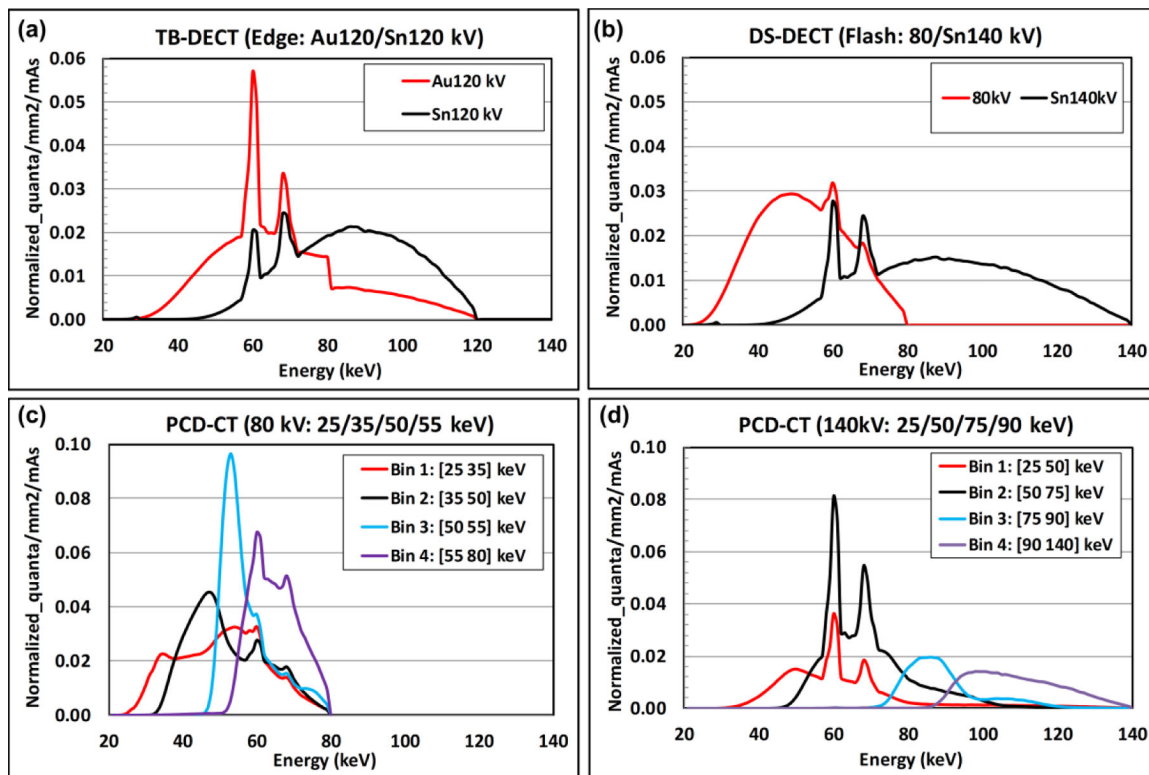 (a)
TB-DECT (Edge: Au120/Sn120 kV)
Normalized_quanta/mm2/mAs
0.06
0.05
0.04
0.03
0.02
0.01
0.00
Au120 kV
Sn120 kV
20 40 60 80 100 120 140
Energy (keV)
(b)
DS-DECT (Flash: 80/Sn140 kV)
Normalized_quanta/mm2/mAs
0.06
0.05
0.04
0.03
0.02
0.01
0.00
80kV Sn140kV
20 40 60 80 100 120 140
Energy (keV)
(c)
PCD-CT (80 kV: 25/35/50/55 keV)
Normalized_quanta/mm2/mAs
0.10
0.08
0.06
0.04
0.02
0.00
Bin 1: [25 35] keV
Bin 2: [35 50] keV
Bin 3: [50 55] keV
Bin 4: [55 80] keV
20 40 60 80 100 120 140
Energy (keV)
(d)
PCD-CT (140kV: 25/50/75/90 keV)
Normalized_quanta/mm2/mAs
0.10
0.08
0.06
0.04
0.02
0.00
Bin 1: [25 50] keV
Bin 2: [50 75] keV
Bin 3: [75 90] keV
Bin 4: [90 140] keV
20 40 60 80 100 120 140
Energy (keV)